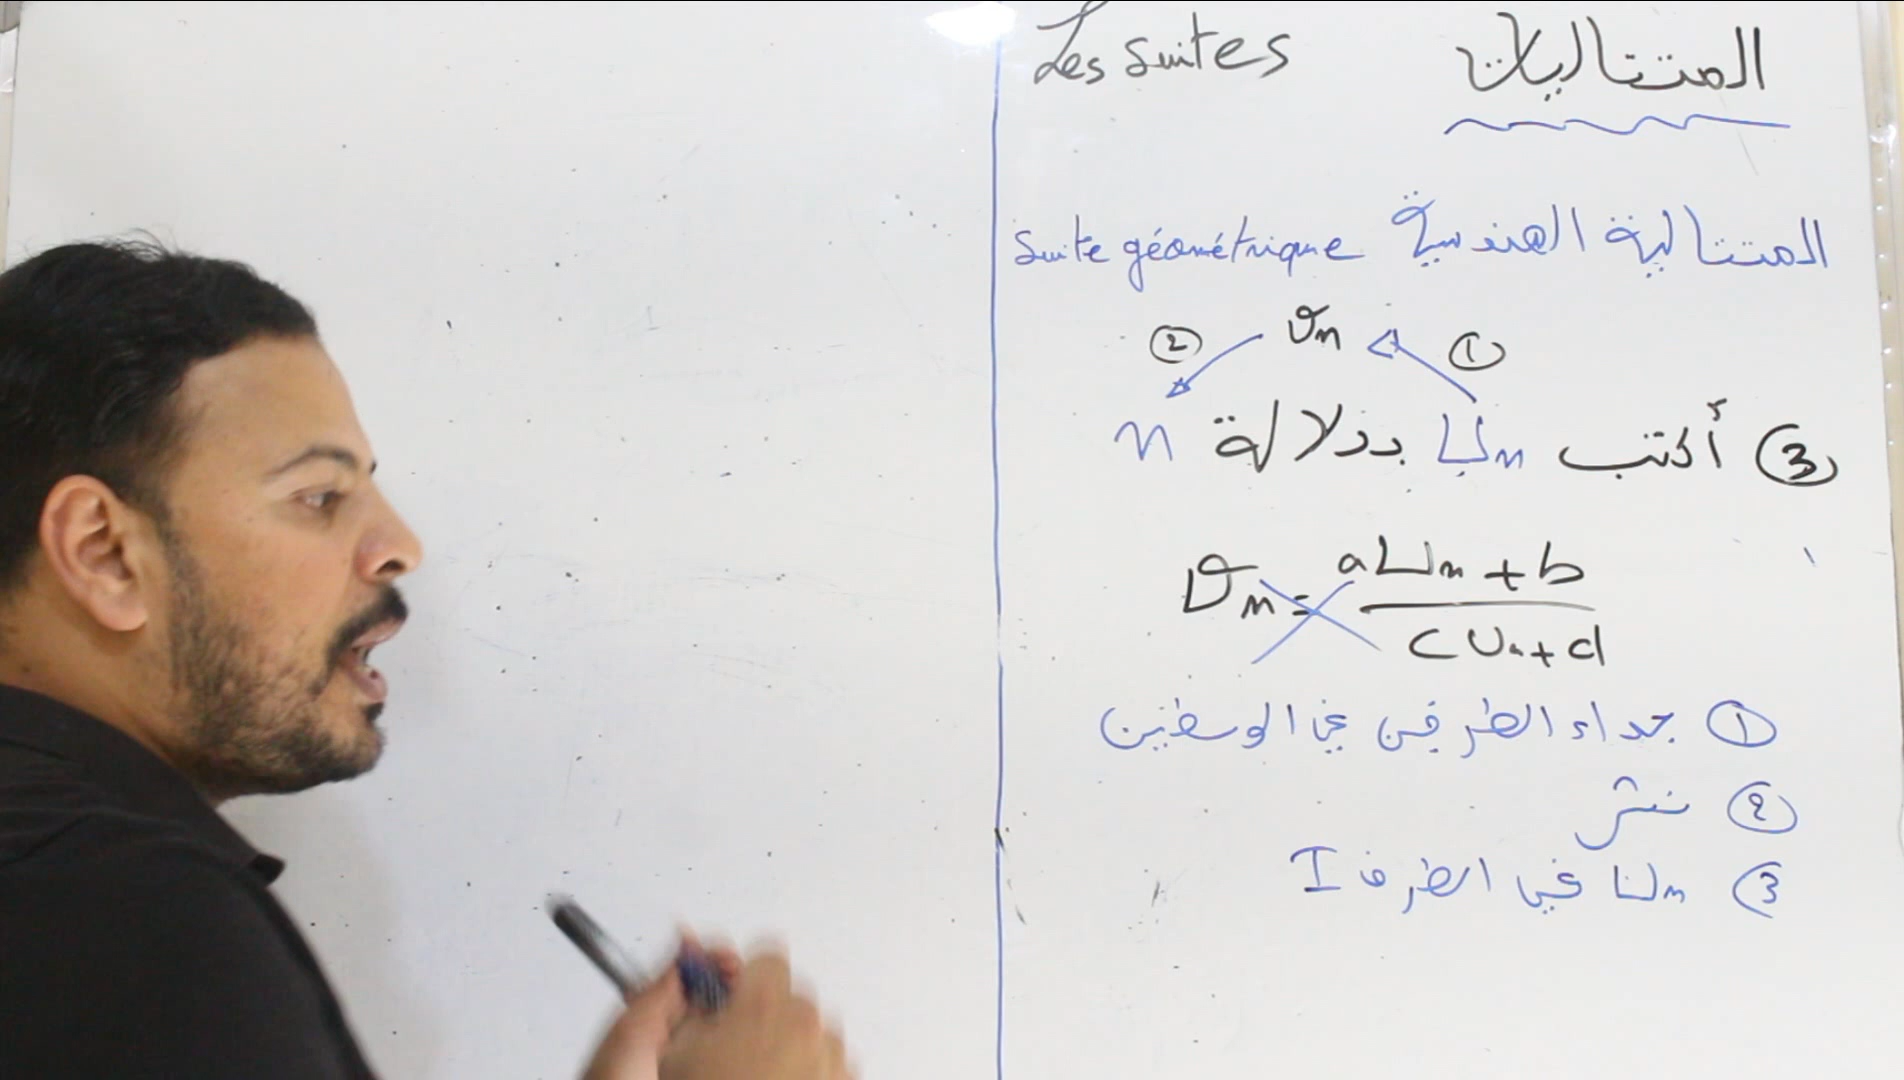 Les suites المتتاليات
suite géométrique المتتالية الهندسية
② Vn ①
③ أكتب Un بدلالة n
Vn = aUn + b / cUn + d
① جداء الطرفين في الوسطين
② ننشر
③ Un في الطرف I